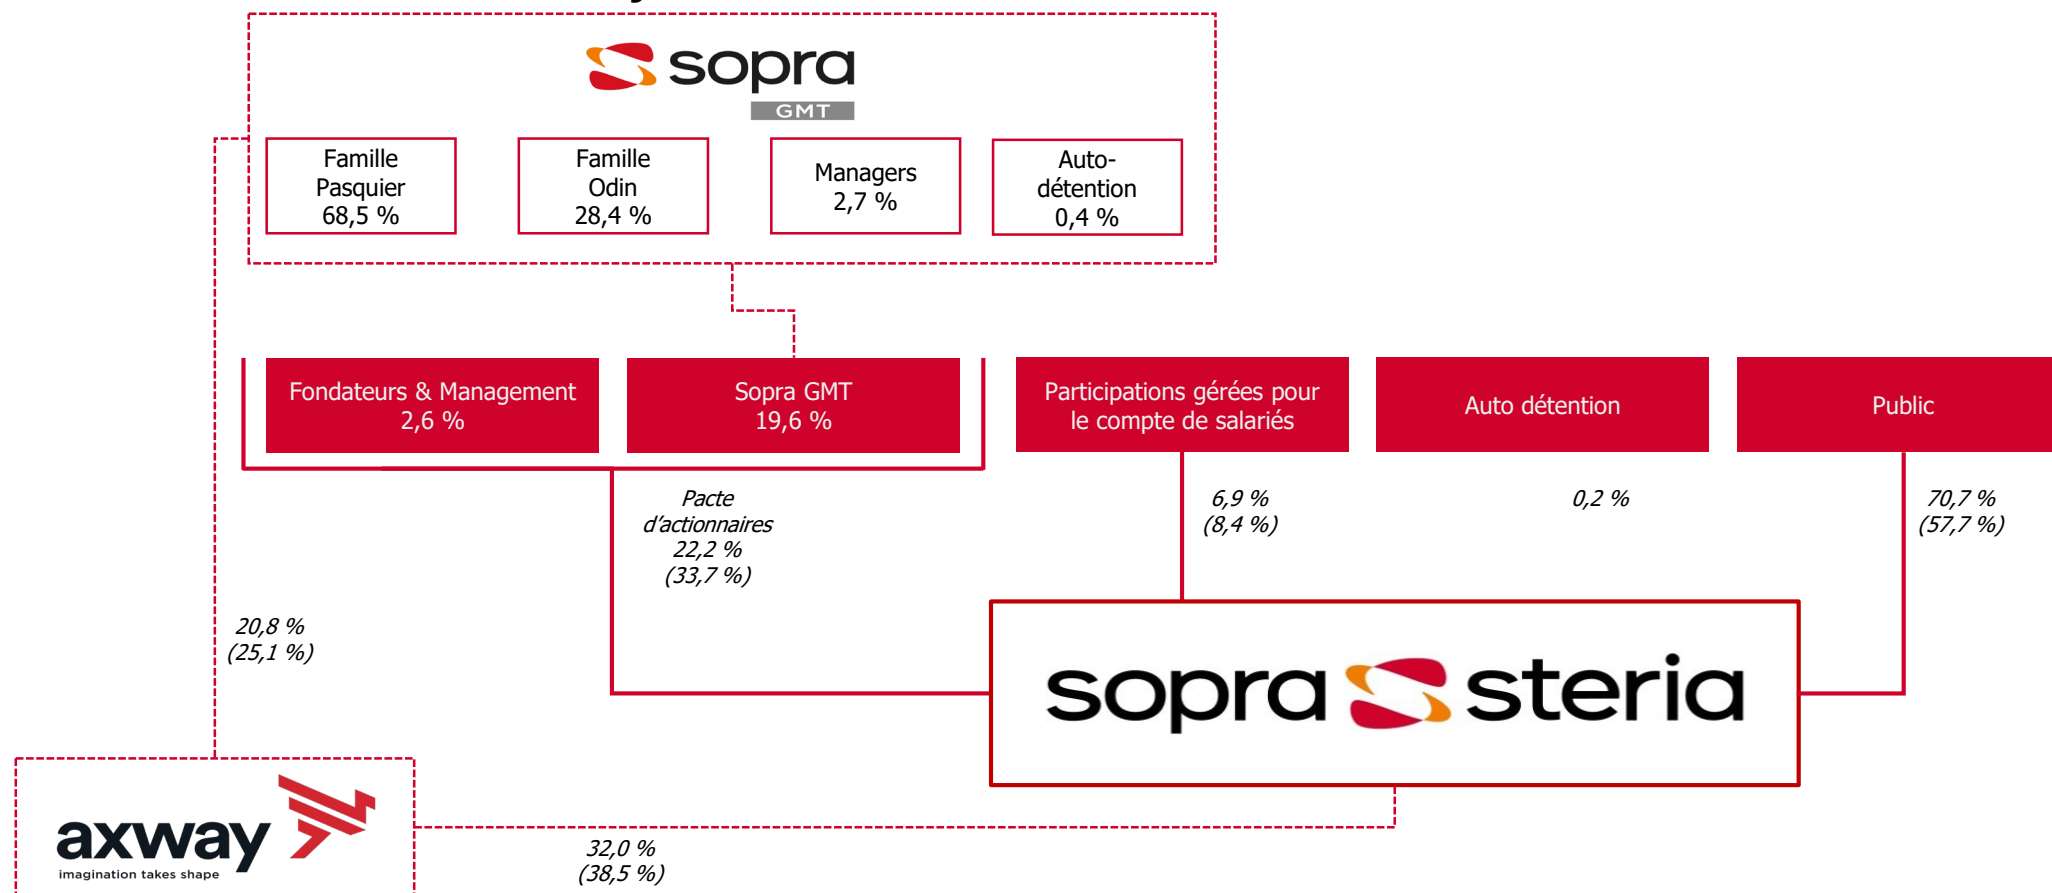 sopra
GMT
Famille
Pasquier
68,5 %
Famille
Odin
28,4 %
Managers
2,7 %
Auto-
détention
0,4 %
Fondateurs & Management
2,6 %
Sopra GMT
19,6 %
Participations gérées pour
le compte de salariés
Auto détention
Public
Pacte
d’actionnaires
22,2 %
(33,7 %)
6,9 %
(8,4 %)
0,2 %
70,7 %
(57,7 %)
20,8 %
(25,1 %)
sopra steria
axway
imagination takes shape
32,0 %
(38,5 %)